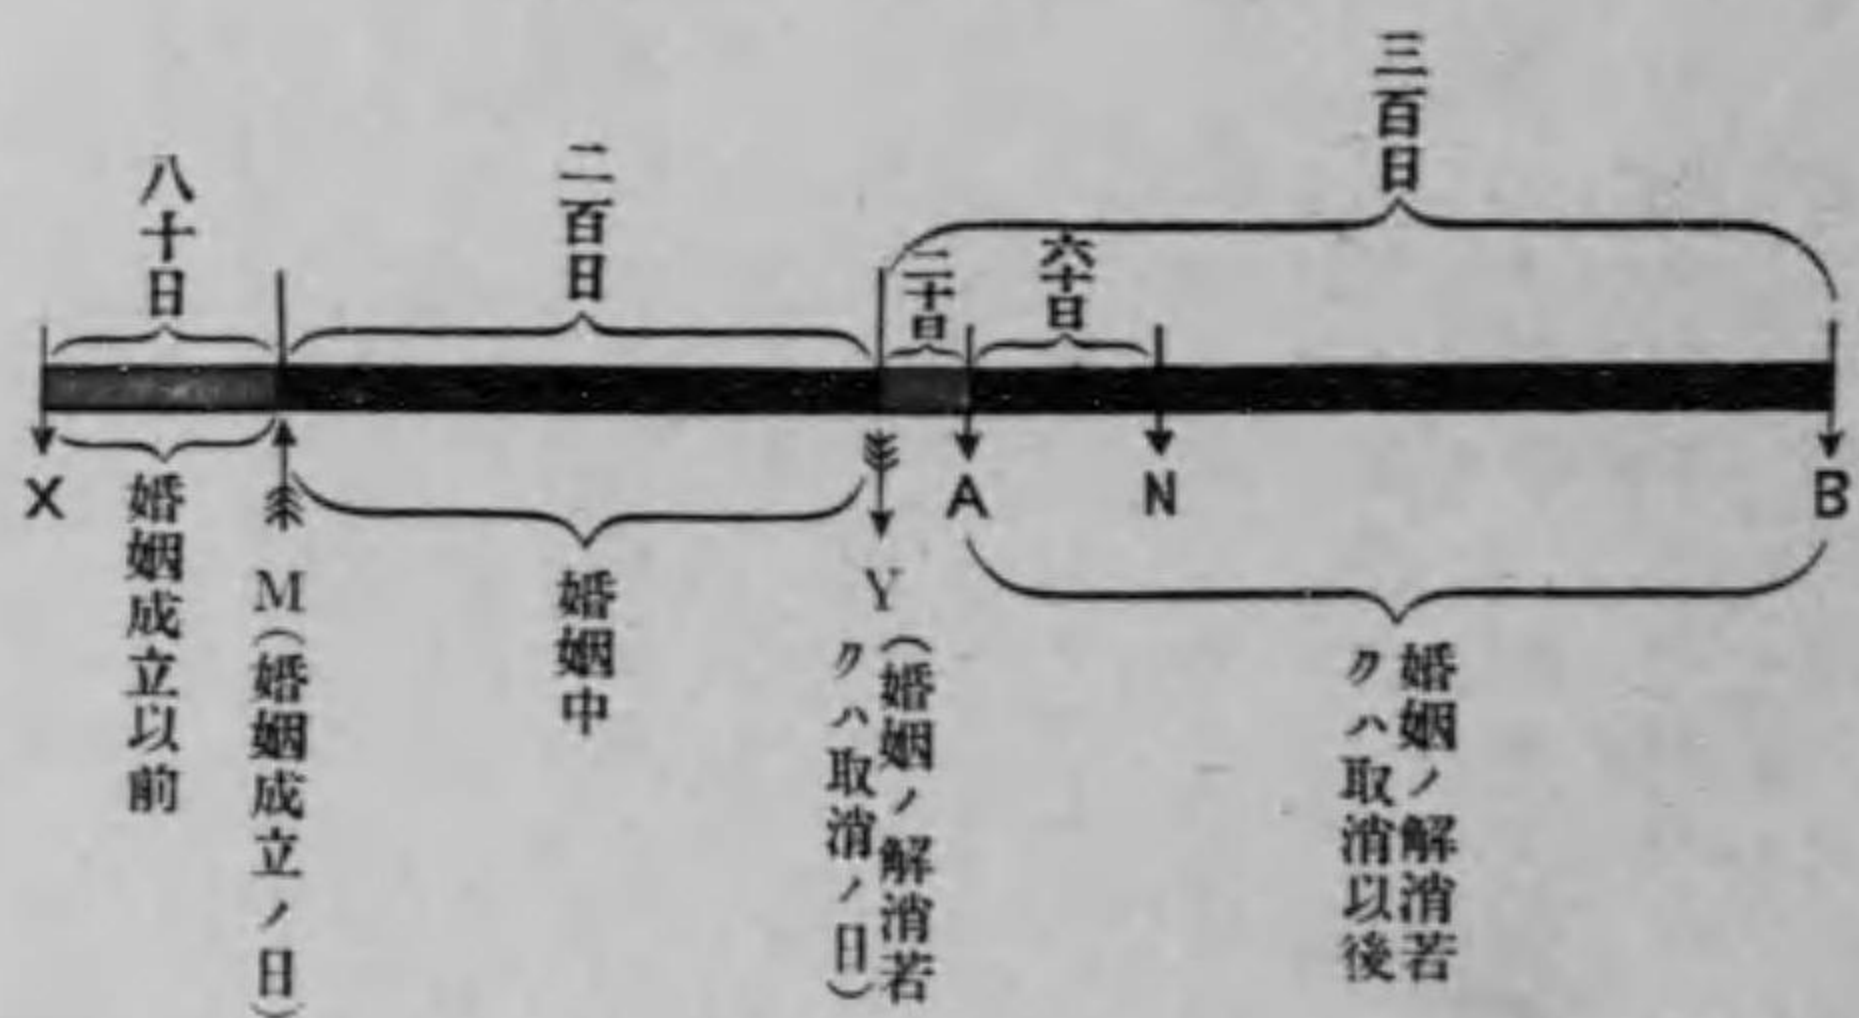 三百日
六十日
二十日
二百日
八十日
X
A
N
B
婚姻成立以前
M(婚姻成立ノ日)
婚姻中
Y(婚姻ノ解消若
クハ取消ノ日)
婚姻ノ解消若
クハ取消以後